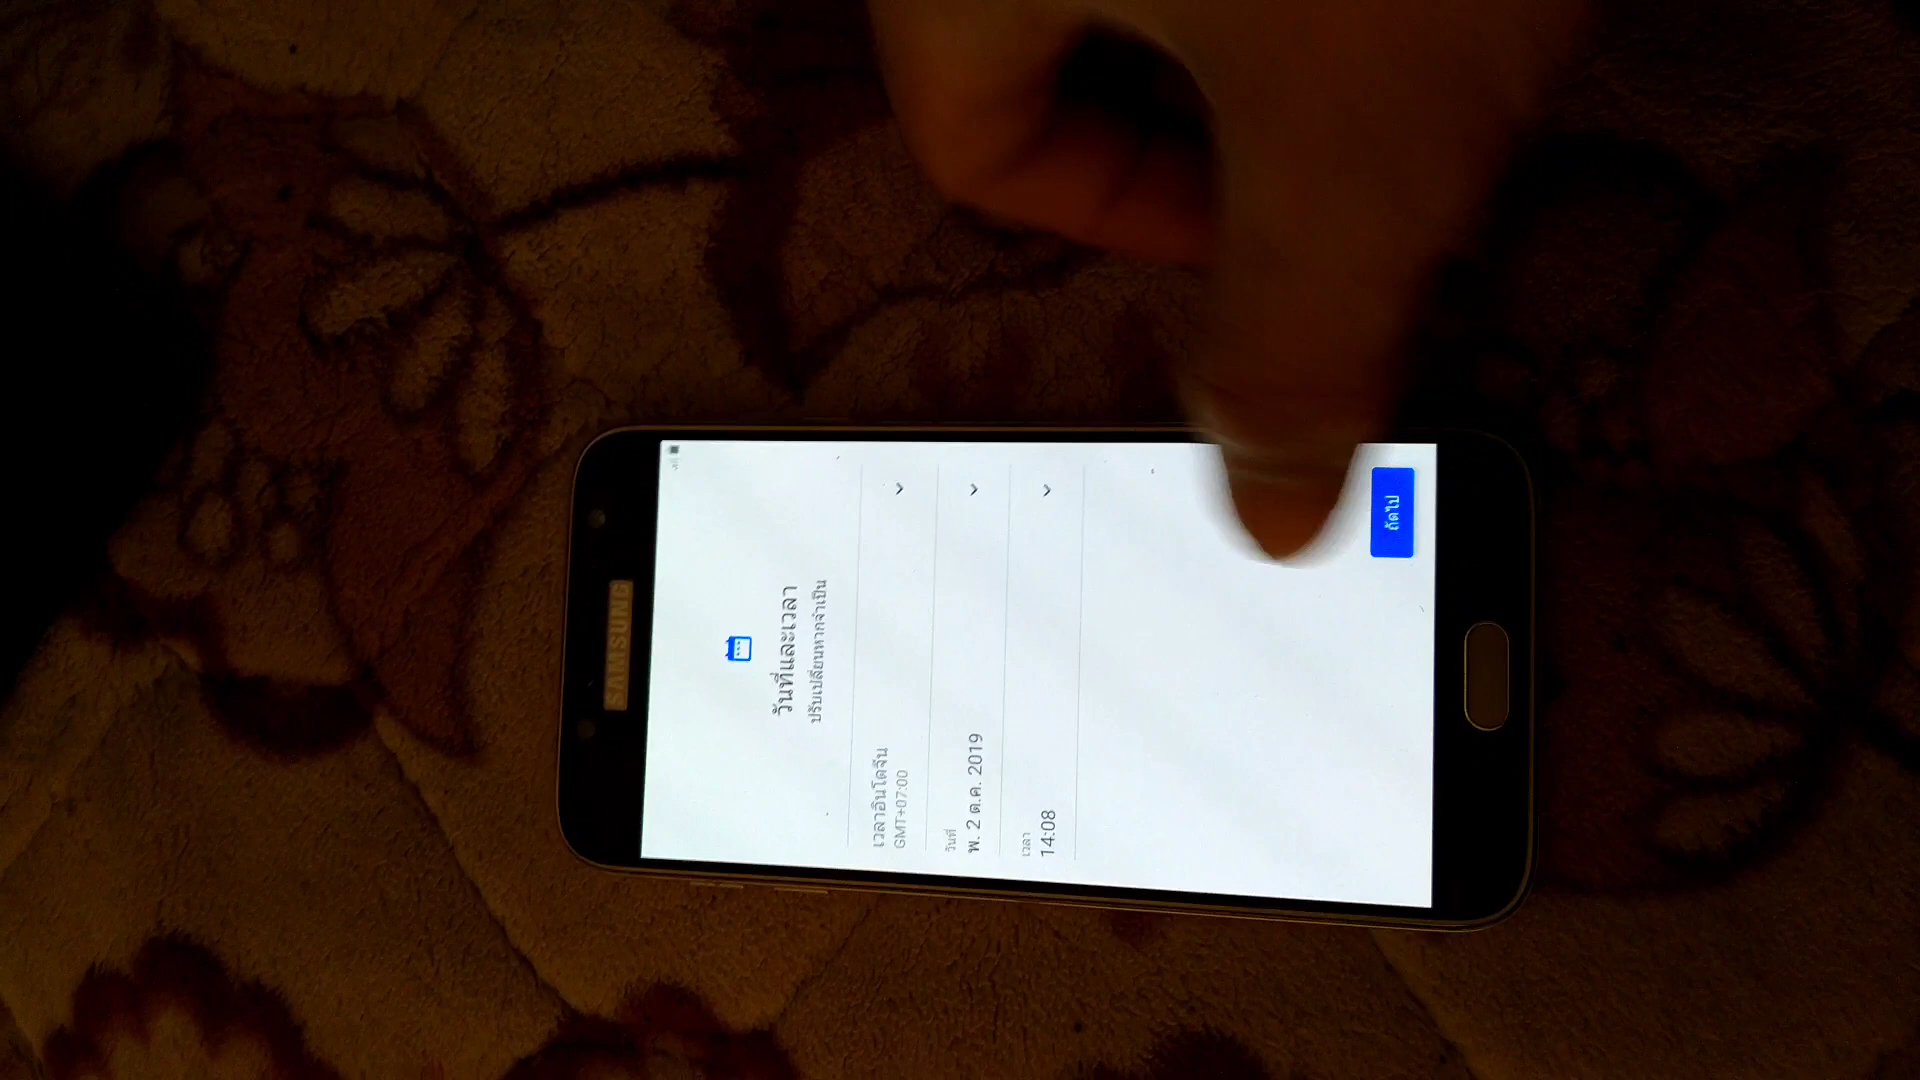 SAMSUNG
วันที่และเวลา
ปรับเปลี่ยนหากจำเป็น
เวลาอินโดจีน
GMT+07:00
วันที่
พ. 2 ต.ค. 2019
เวลา
14:08
ถัดไป